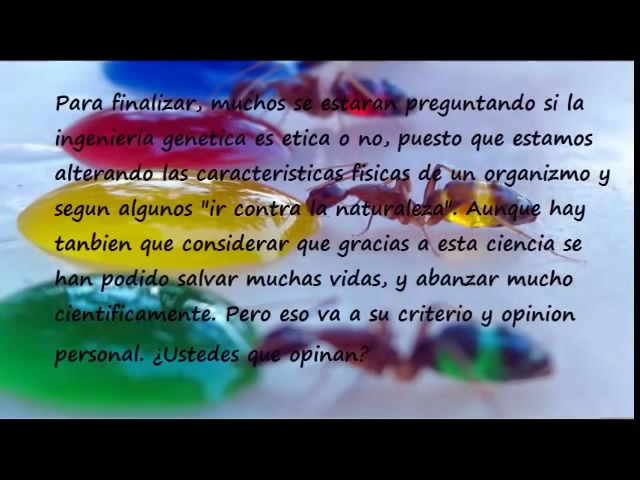 Para finalizar, muchos se estaran preguntando si la
ingenieria genetica es etica o no, puesto que estamos
alterando las caracteristicas fisicas de un organizmo y
segun algunos "ir contra la naturaleza". Aunque hay
tanbien que considerar que gracias a esta ciencia se
han podido salvar muchas vidas, y abanzar mucho
cientificamente. Pero eso va a su criterio y opinion
personal. ¿Ustedes que opinan?